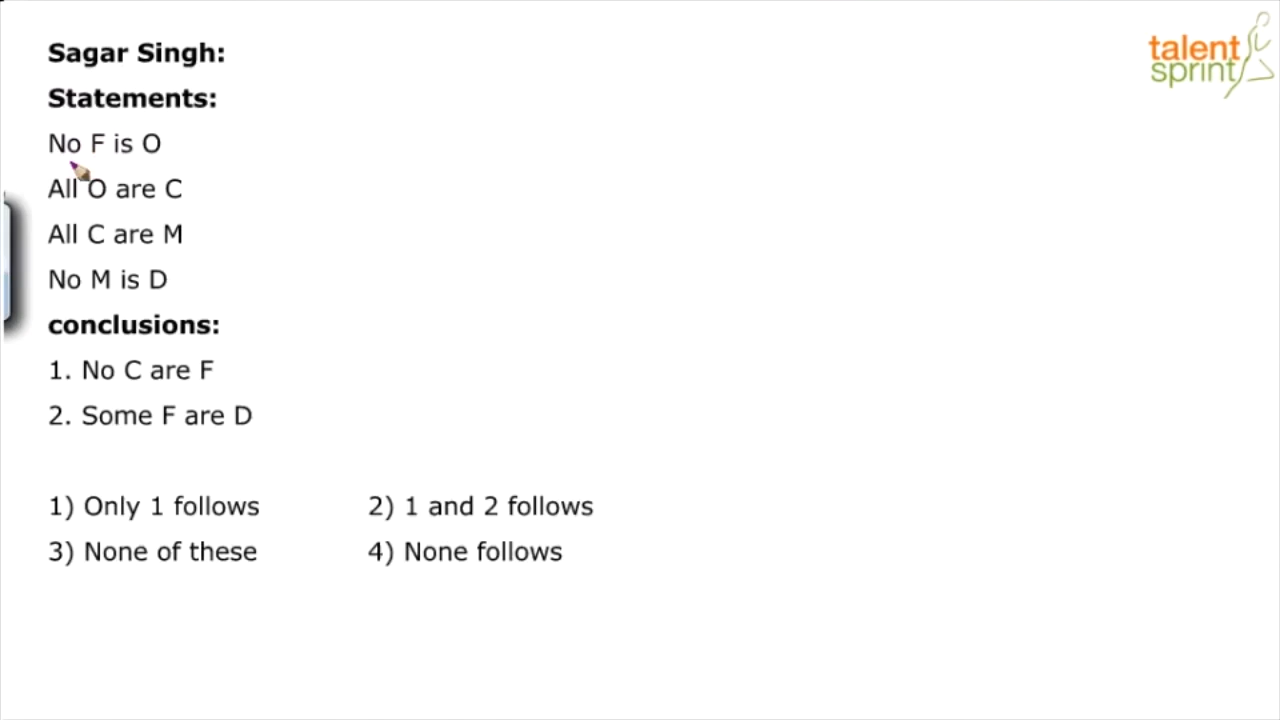 talent
sprint
Sagar Singh:
Statements:
No F is O
All O are C
All C are M
No M is D
conclusions:
1. No C are F
2. Some F are D
1) Only 1 follows 2) 1 and 2 follows
3) None of these 4) None follows